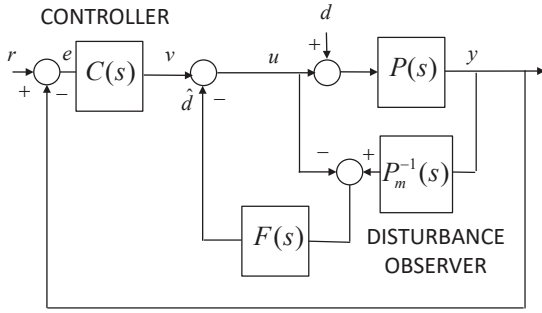 CONTROLLER
d
r
e
C(s)
v
u
+
P(s)
y
+
−
d̂
−
−
+
P_m^{-1}(s)
F(s)
DISTURBANCE
OBSERVER